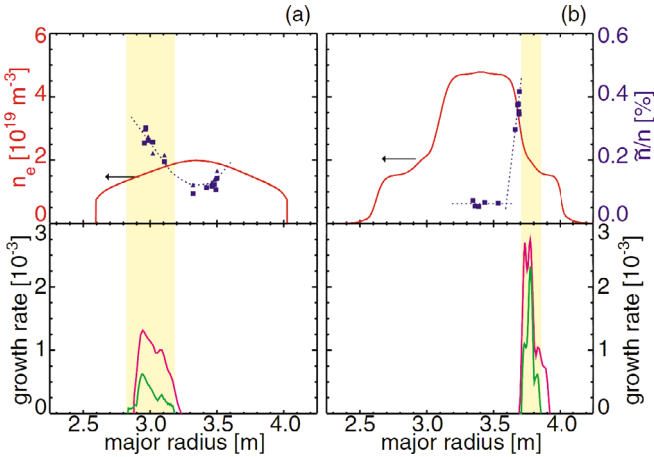 (a)
(b)
6
4
2
0
n_e [10^19 m^-3]
0.6
0.4
0.2
0.0
ñ/n [%]
3
2
1
0
growth rate [10^-3]
3
2
1
0
growth rate [10^-3]
2.5 3.0 3.5 4.0
major radius [m]
2.5 3.0 3.5 4.0
major radius [m]